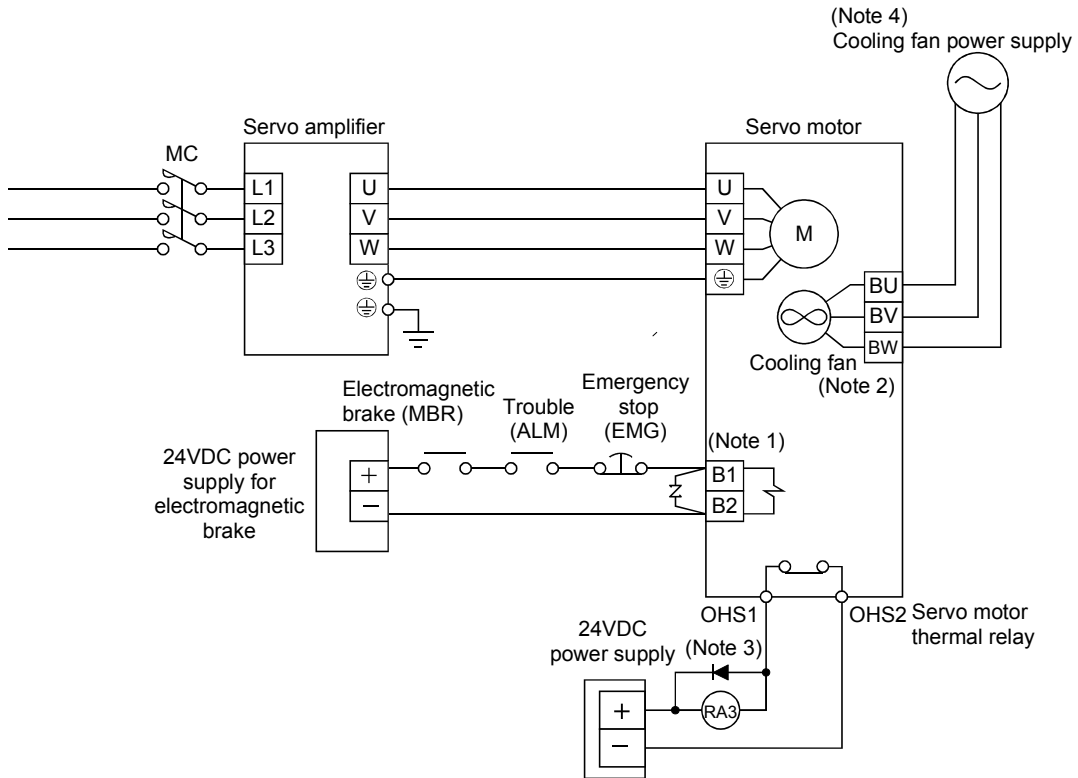 (Note 4)
Cooling fan power supply
Servo amplifier
Servo motor
MC
L1
L2
L3
U
V
W
U
V
W
M
BU
BV
BW
Cooling fan
(Note 2)
Electromagnetic
brake (MBR)
Trouble
(ALM)
Emergency
stop
(EMG)
(Note 1)
24VDC power
supply for
electromagnetic
brake
+
−
B1
B2
OHS1
OHS2
Servo motor
thermal relay
24VDC
power supply
(Note 3)
+
−
RA3